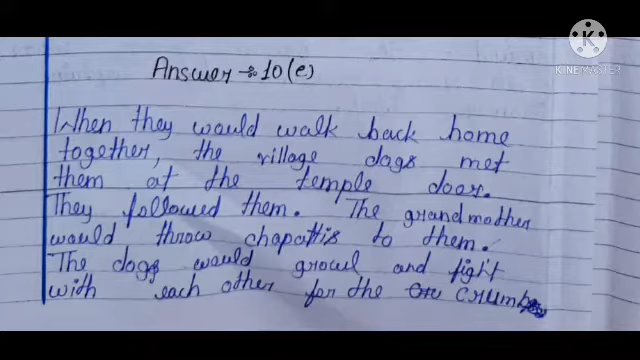 KINEMASTER
Answer → 10(e)
When they would walk back home
together, the village dogs met
them at the temple door.
They followed them. The grandmother
would throw chapattis to them.
The dogs would growl and fight
with each other for the crumb